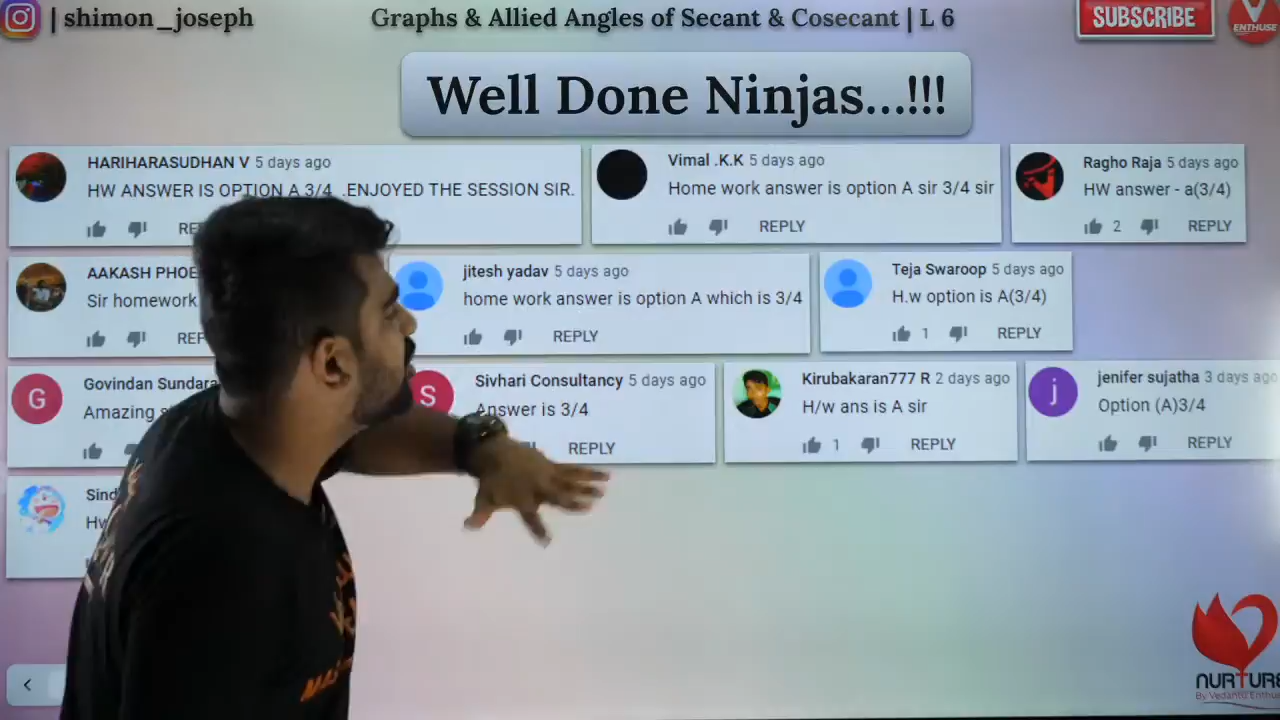 | shimon_joseph
Graphs & Allied Angles of Secant & Cosecant | L 6
SUBSCRIBE
V
ENTHUSE
Well Done Ninjas...!!!
HARIHARASUDHAN V 5 days ago
HW ANSWER IS OPTION A 3/4 .ENJOYED THE SESSION SIR.
Vimal .K.K 5 days ago
Home work answer is option A sir 3/4 sir
REPLY
Ragho Raja 5 days ago
HW answer - a(3/4)
2 REPLY
AAKASH
Sir homework
jitesh yadav 5 days ago
home work answer is option A which is 3/4
REPLY
Teja Swaroop 5 days ago
H.w option is A(3/4)
1 REPLY
G
Govindan
Amazing
S
Sivhari Consultancy 5 days ago
Answer is 3/4
REPLY
Kirubakaran777 R 2 days ago
H/w ans is A sir
1 REPLY
j
jenifer sujatha 3 days ago
Option (A)3/4
REPLY
<
NURTURE
By Vedantu